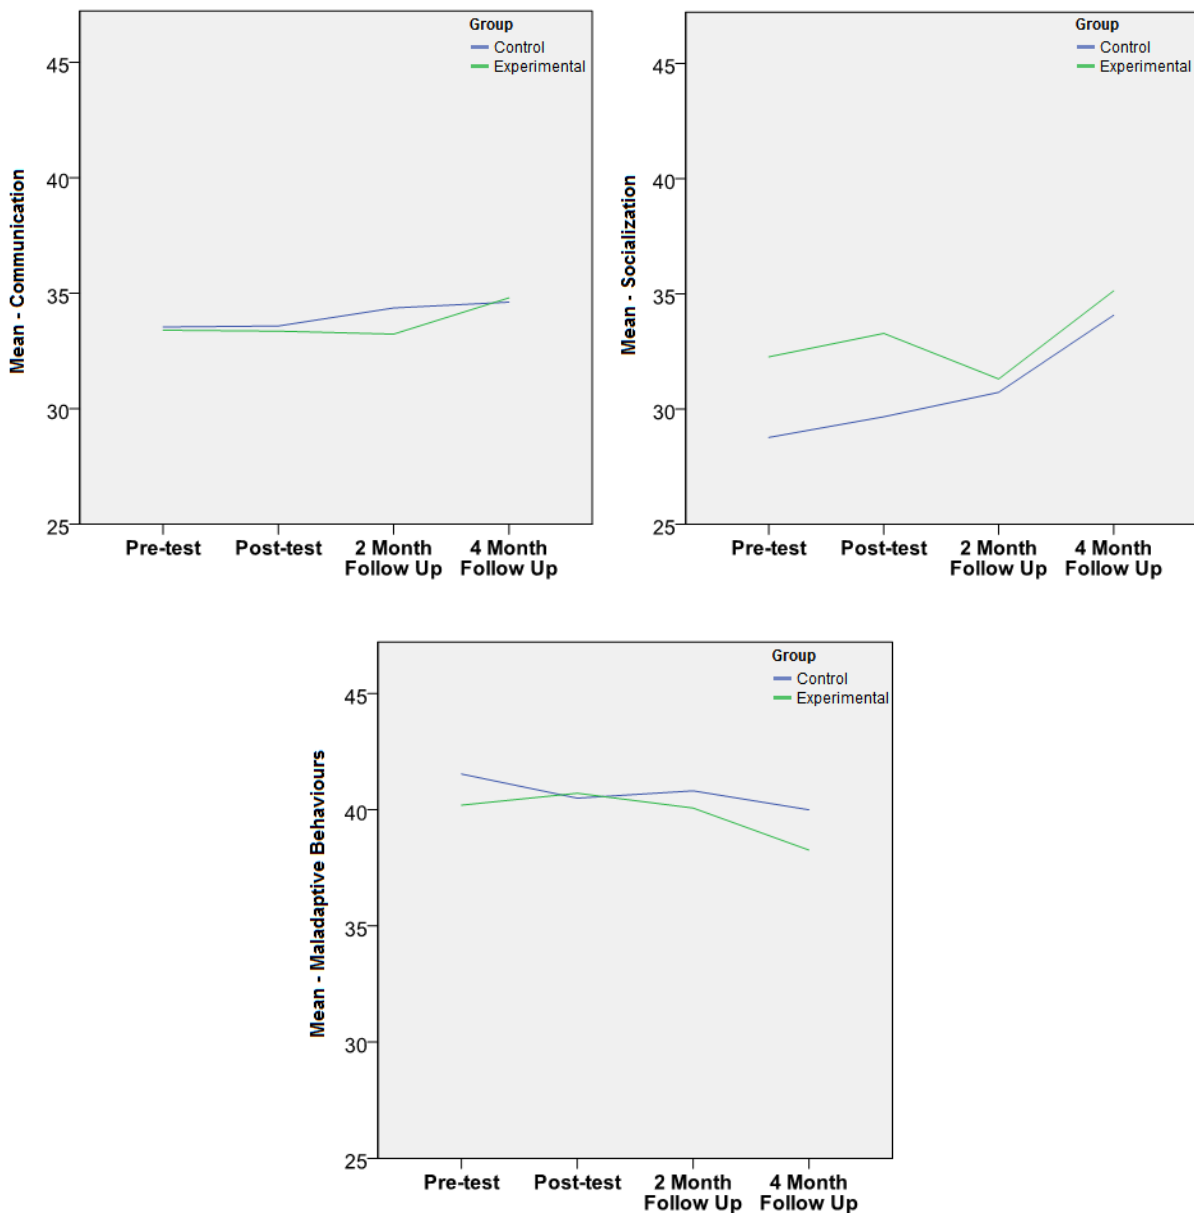 Group
Control
Experimental
45
40
35
30
25
Mean - Communication
Pre-test Post-test 2 Month 4 Month
Follow Up Follow Up
Group
Control
Experimental
45
40
35
30
25
Mean - Socialization
Pre-test Post-test 2 Month 4 Month
Follow Up Follow Up
Group
Control
Experimental
45
40
35
30
25
Mean - Maladaptive Behaviours
Pre-test Post-test 2 Month 4 Month
Follow Up Follow Up